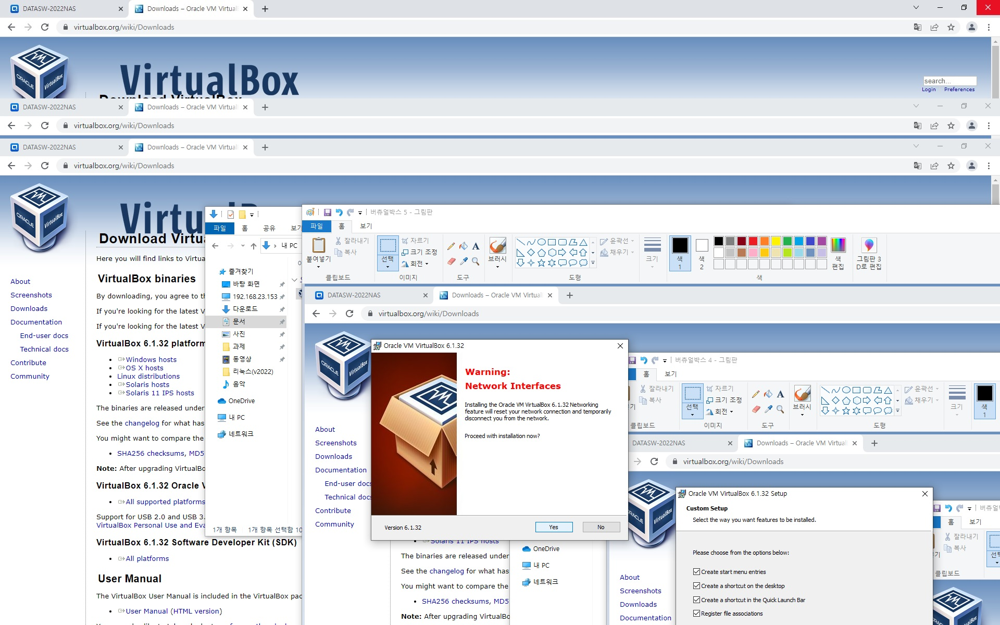 DATASW-2022NAS
Downloads – Oracle VM Virtual
virtualbox.org/wiki/Downloads
ORACLE
VirtualBox
VirtualBox
search...
Login Preferences
Download VirtualBox
DATASW-2022NAS
Downloads – Oracle VM Virtual
virtualbox.org/wiki/Downloads
DATASW-2022NAS
Downloads – Oracle VM Virtual
virtualbox.org/wiki/Downloads
ORACLE
VirtualBox
About
Screenshots
Downloads
Documentation
End-user docs
Technical docs
Contribute
Community
Here you will find links to
VirtualBox binaries
By downloading, you agree to
If you're looking for the latest
If you're looking for the latest
VirtualBox 6.1.32
Windows hosts
OS X hosts
Linux distributions
Solaris hosts
Solaris 11 IPS hosts
The binaries are released under
See the changelog for what has
You might want to compare the
SHA256 checksums, MD5
Note: After upgrading
VirtualBox 6.1.32 Oracle
All supported platforms
Support for USB 2.0 and USB 3.
VirtualBox Personal Use and
VirtualBox 6.1.32 Software Developer Kit (SDK)
All platforms
User Manual
The VirtualBox User Manual is included in the VirtualBox
User Manual (HTML version)
파일 홈 공유 보기
내 PC
즐겨찾기
바탕 화면
192.168.23.153
다운로드
문서
사진
과제
동영상
리눅스(v2022)
음악
OneDrive
내 PC
네트워크
1개 항목 1개 항목 선택함 10
버츄얼박스 5 - 그림판
파일 홈 보기
붙여넣기
잘라내기
복사
클립보드
선택
자르기
크기 조정
회전
이미지
도구
브러시
윤곽선
채우기
도형
크기
색 1
색 2
색 편집
그림판 3D로 편집
색
DATASW-2022NAS
Downloads – Oracle VM Virtual
virtualbox.org/wiki/Downloads
ORACLE
VirtualBox
About
Screenshots
Downloads
Documentation
End-user docs
Technical
Contribute
Community
Oracle VM VirtualBox 6.1.32
Warning:
Network Interfaces
Installing the Oracle VM VirtualBox 6.1.32 Networking
feature will reset your network connection and temporarily
disconnect you from the network.
Proceed with installation now?
Version 6.1.32
Yes
No
Solaris 11 IPS hosts
The binaries are released under
See the changelog for what has
You might want to compare the
SHA256 checksums, MD5
Note: After upgrading
OneDrive
내 PC
네트워크
버츄얼박스 4 - 그림판
홈 보기
잘라내기
복사
클립보드
선택
자르기
크기 조정
회전
이미지
도구
브러시
윤곽선
채우기
도형
크기
색 1
DATASW-2022NAS
Downloads – Oracle VM Virtual
virtualbox.org/wiki/Downloads
ORACLE
VirtualBox
About
Screenshots
Downloads
Documentation
Oracle VM VirtualBox 6.1.32 Setup
Custom Setup
Select the way you want features to be installed.
Please choose from the options below:
Create start menu entries
Create a shortcut on the desktop
Create a shortcut in the Quick Launch Bar
Register file associations
홈 보기
잘라내기
복사
클립보드
선택